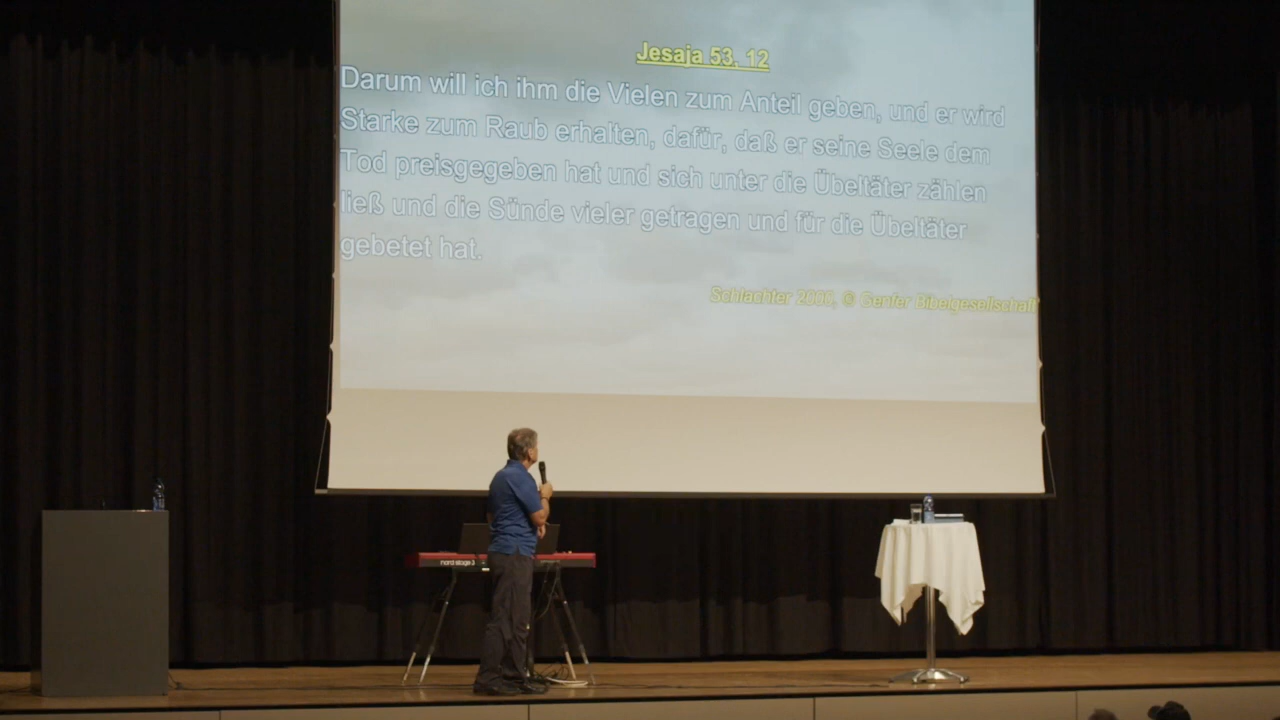 Jesaja 53, 12
Darum will ich ihm die Vielen zum Anteil geben, und er wird
Starke zum Raub erhalten, dafür, daß er seine Seele dem
Tod preisgegeben hat und sich unter die Übeltäter zählen
ließ und die Sünde vieler getragen und für die Übeltäter
gebetet hat.
Schlachter 2000, © Genfer Bibelgesellschaft
nord stage 3